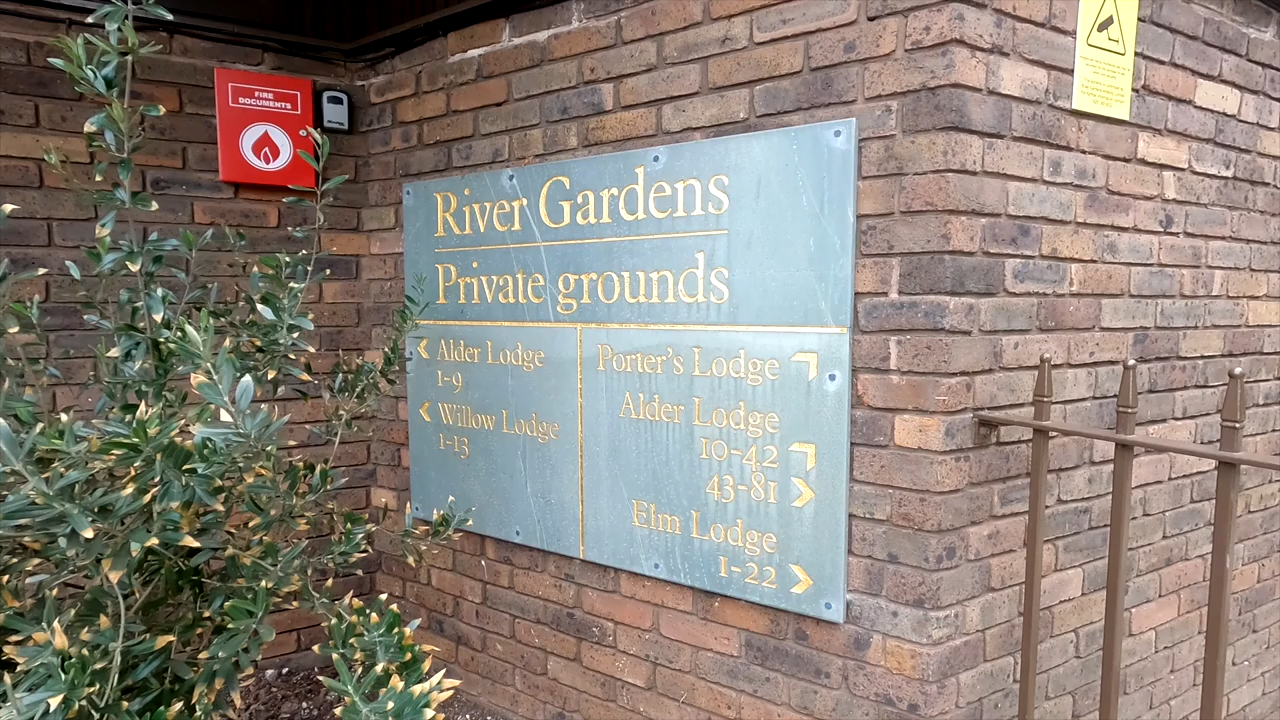 FIRE
DOCUMENTS
River Gardens
Private grounds
Alder Lodge
1-9
Willow Lodge
1-13
Porter's Lodge
Alder Lodge
10-42
43-81
Elm Lodge
1-22